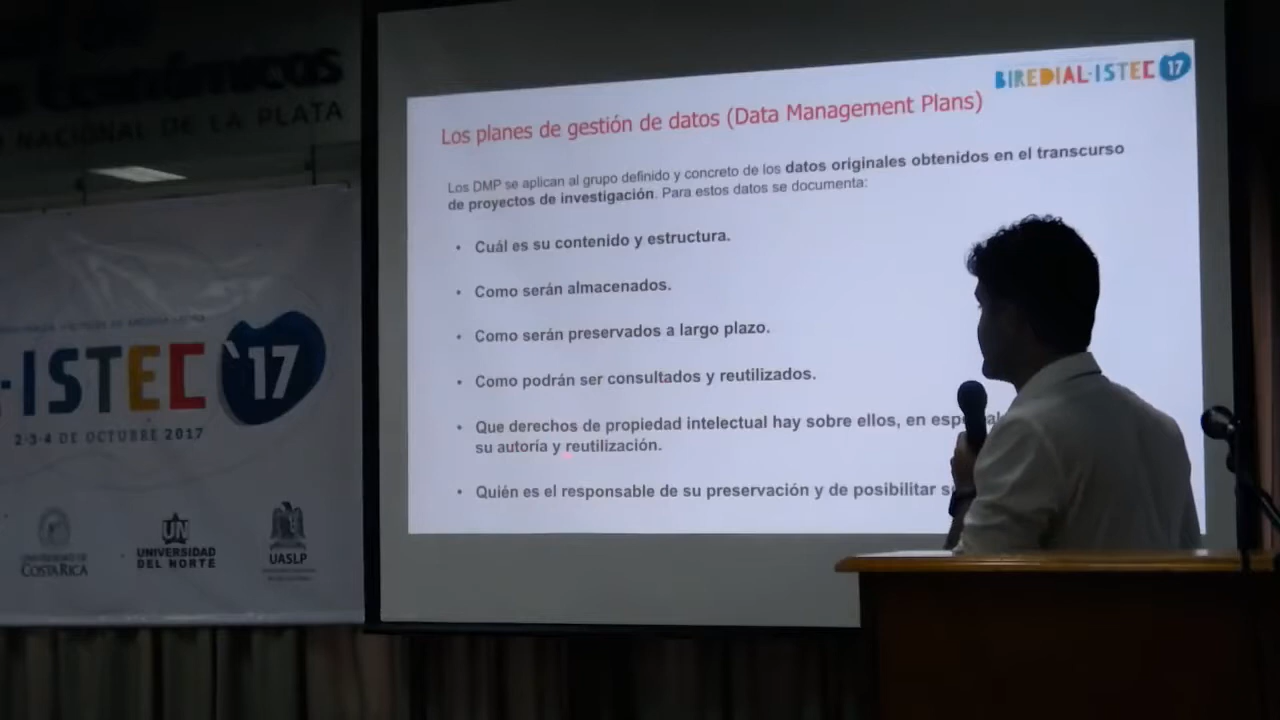 Económicas
NACIONAL DE LA PLATA
·ISTEC '17
2·3·4 DE OCTUBRE 2017
UNIVERSIDAD DE
COSTA RICA
UN
UNIVERSIDAD
DEL NORTE
UASLP
BIREDIAL·ISTEC 17
Los planes de gestión de datos (Data Management Plans)
Los DMP se aplican al grupo definido y concreto de los datos originales obtenidos en el transcurso
de proyectos de investigación. Para estos datos se documenta:
• Cuál es su contenido y estructura.
• Como serán almacenados.
• Como serán preservados a largo plazo.
• Como podrán ser consultados y reutilizados.
• Que derechos de propiedad intelectual hay sobre ellos, en esp al
su autoría y reutilización.
• Quién es el responsable de su preservación y de posibilitar s